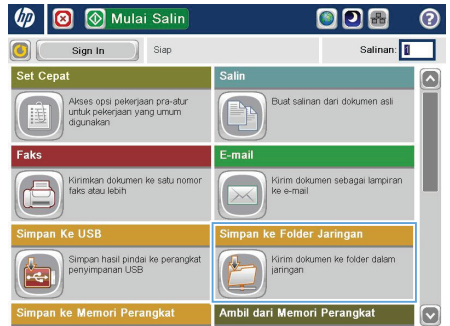 hp
Mulai Salin
?
Sign In
Siap
Salinan: 1
Set Cepat
Akses opsi pekerjaan pra-atur
untuk pekerjaan yang umum
digunakan
Salin
Buat salinan dari dokumen asli
Faks
Kirimkan dokumen ke satu nomor
faks atau lebih
E-mail
Kirim dokumen sebagai lampiran
ke e-mail
Simpan Ke USB
Simpan hasil pindai ke perangkat
penyimpanan USB
Simpan ke Folder Jaringan
Kirim dokumen ke folder dalam
jaringan
Simpan ke Memori Perangkat
Ambil dari Memori Perangkat